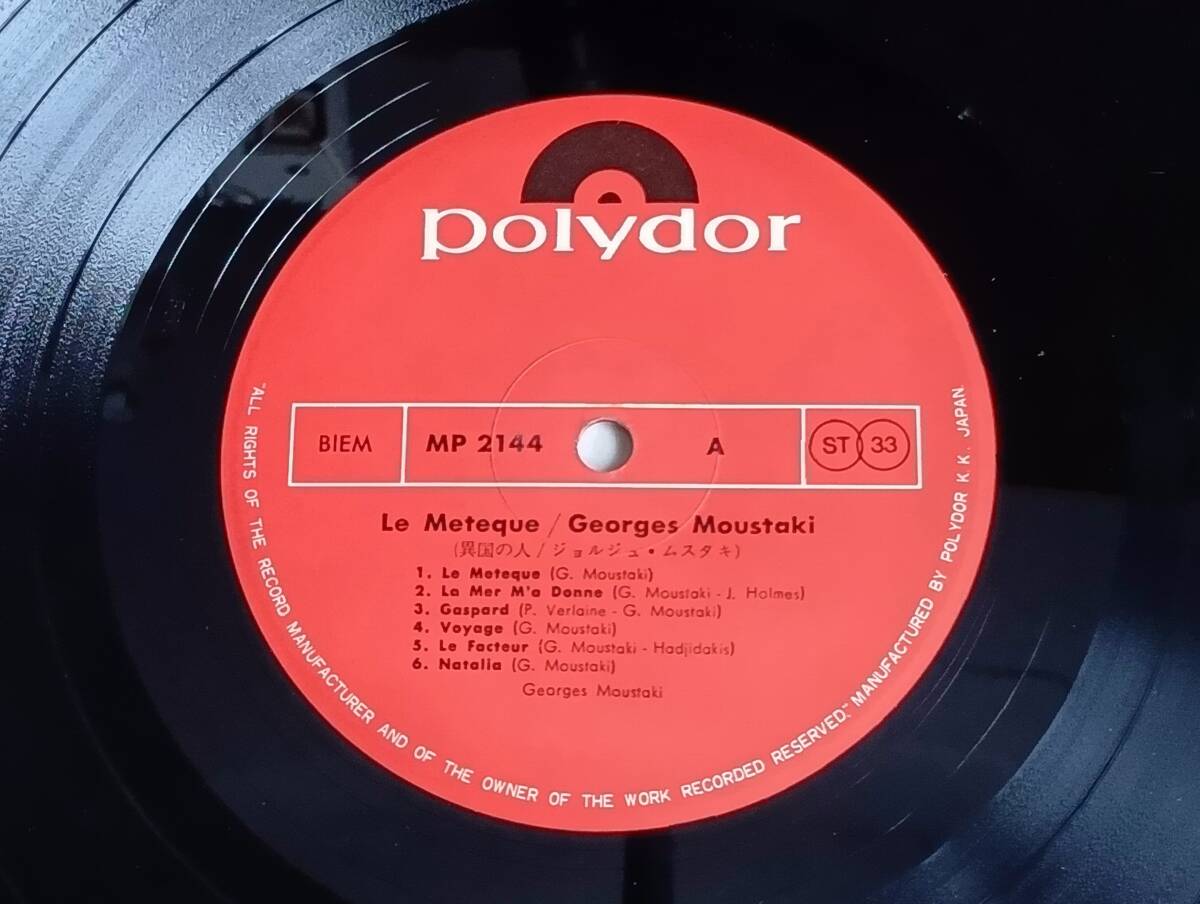 polydor
BIEM MP 2144 A ST 33
Le Meteque / Georges Moustaki
(異国の人 / ジョルジュ・ムスタキ)
1. Le Meteque (G. Moustaki)
2. La Mer M'a Donne (G. Moustaki - J. Holmes)
3. Gaspard (P. Verlaine - G. Moustaki)
4. Voyage (G. Moustaki)
5. Le Facteur (G. Moustaki - Hadjidakis)
6. Natalia (G. Moustaki)
Georges Moustaki
"ALL RIGHTS OF THE RECORD MANUFACTURER AND OF THE OWNER OF THE WORK RECORDED RESERVED." MANUFACTURED BY POLYDOR K K. JAPAN.